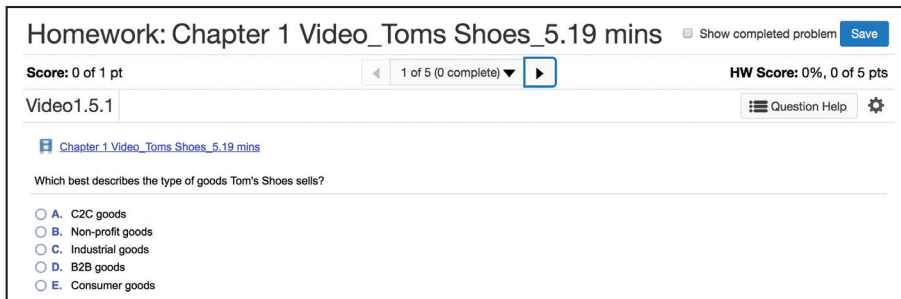 Homework: Chapter 1 Video_Toms Shoes_5.19 mins Show completed problem Save
Score: 0 of 1 pt 1 of 5 (0 complete) HW Score: 0%, 0 of 5 pts
Video1.5.1 Question Help
Chapter 1 Video_Toms Shoes_5.19 mins
Which best describes the type of goods Tom's Shoes sells?
A. C2C goods
B. Non-profit goods
C. Industrial goods
D. B2B goods
E. Consumer goods